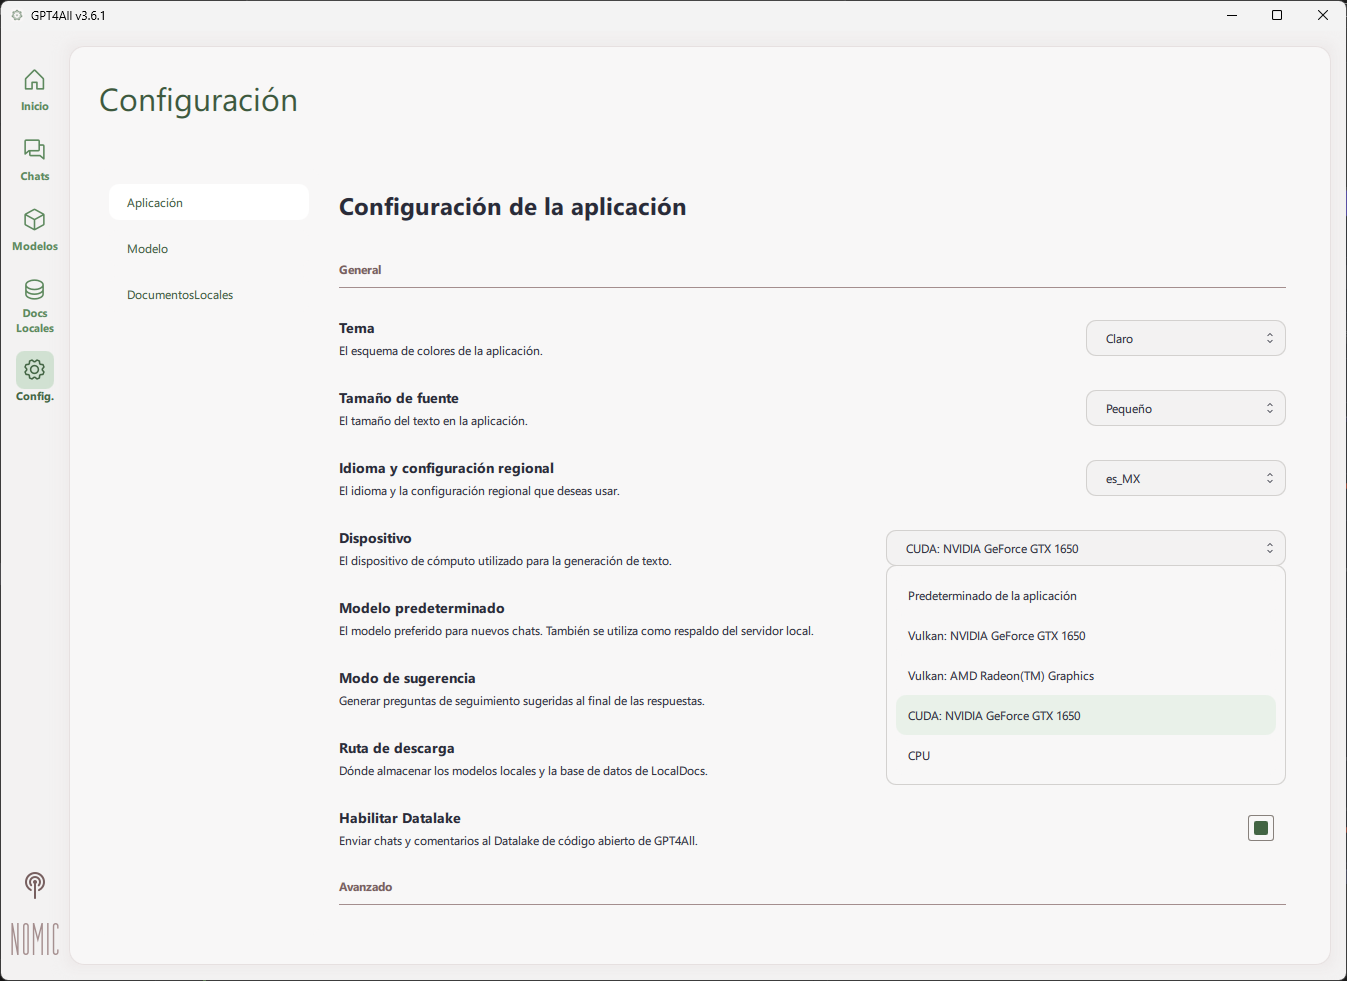 GPT4All v3.6.1
Inicio
Chats
Modelos
Docs
Locales
Config.
NOMIC
Configuración
Aplicación
Modelo
DocumentosLocales
Configuración de la aplicación
General
Tema
El esquema de colores de la aplicación.
Claro
Tamaño de fuente
El tamaño del texto en la aplicación.
Pequeño
Idioma y configuración regional
El idioma y la configuración regional que deseas usar.
es_MX
Dispositivo
El dispositivo de cómputo utilizado para la generación de texto.
CUDA: NVIDIA GeForce GTX 1650
Predeterminado de la aplicación
Vulkan: NVIDIA GeForce GTX 1650
Vulkan: AMD Radeon(TM) Graphics
CUDA: NVIDIA GeForce GTX 1650
CPU
Modelo predeterminado
El modelo preferido para nuevos chats. También se utiliza como respaldo del servidor local.
Modo de sugerencia
Generar preguntas de seguimiento sugeridas al final de las respuestas.
Ruta de descarga
Dónde almacenar los modelos locales y la base de datos de LocalDocs.
Habilitar Datalake
Enviar chats y comentarios al Datalake de código abierto de GPT4All.
Avanzado